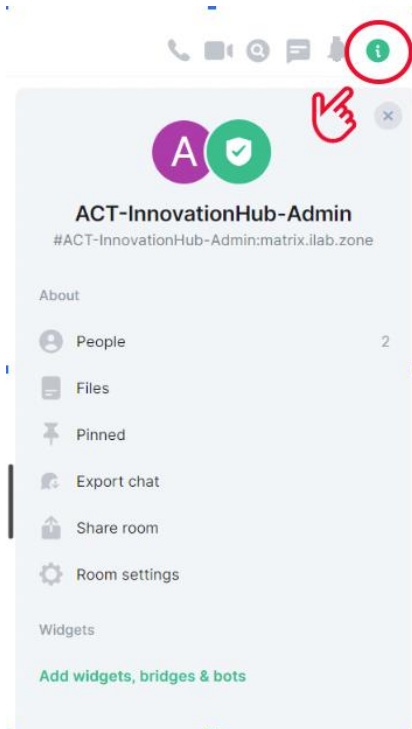 A
ACT-InnovationHub-Admin
#ACT-InnovationHub-Admin:matrix.ilab.zone
About
People 2
Files
Pinned
Export chat
Share room
Room settings
Widgets
Add widgets, bridges & bots